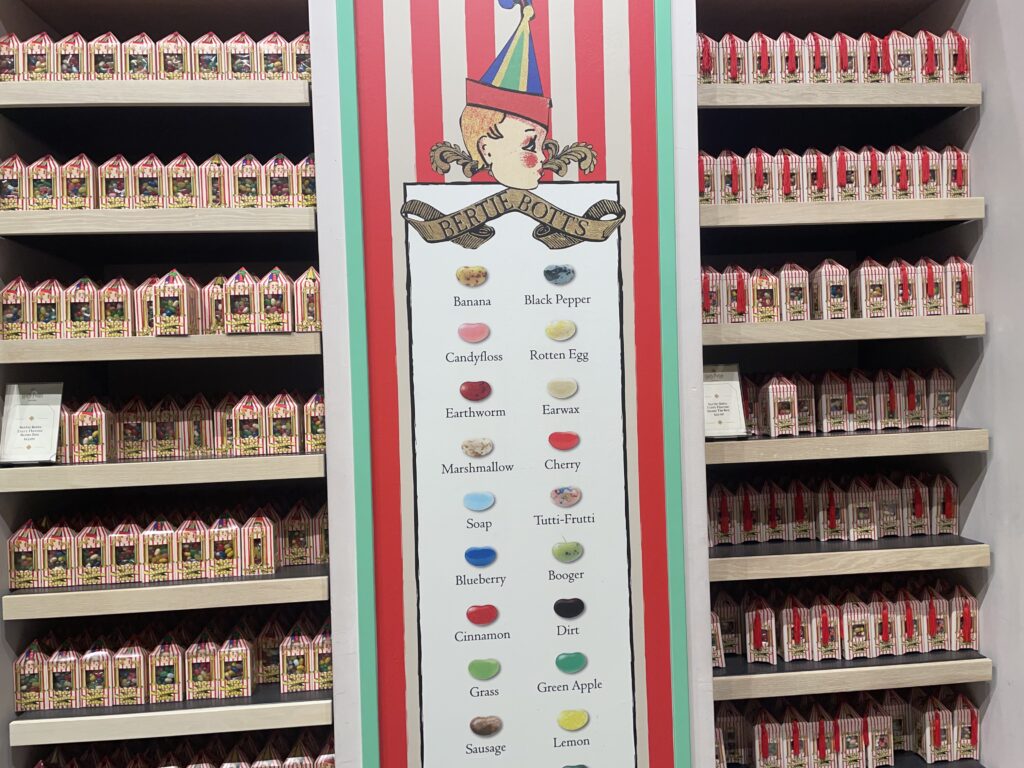 BERTIE BOTT'S
Banana
Black Pepper
Candyfloss
Rotten Egg
Earthworm
Earwax
Marshmallow
Cherry
Soap
Tutti-Frutti
Blueberry
Booger
Cinnamon
Dirt
Grass
Green Apple
Sausage
Lemon